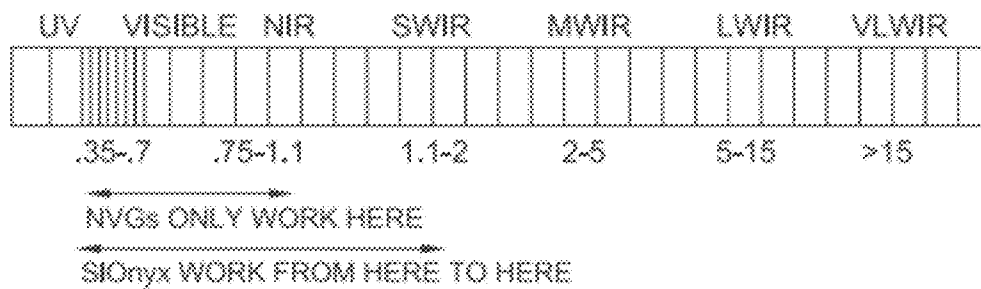 UV VISIBLE NIR SWIR MWIR LWIR VLWIR
.35-.7 .75-1.1 1.1-2 2-5 5-15 >15
NVGs ONLY WORK HERE
SiOnyx WORK FROM HERE TO HERE